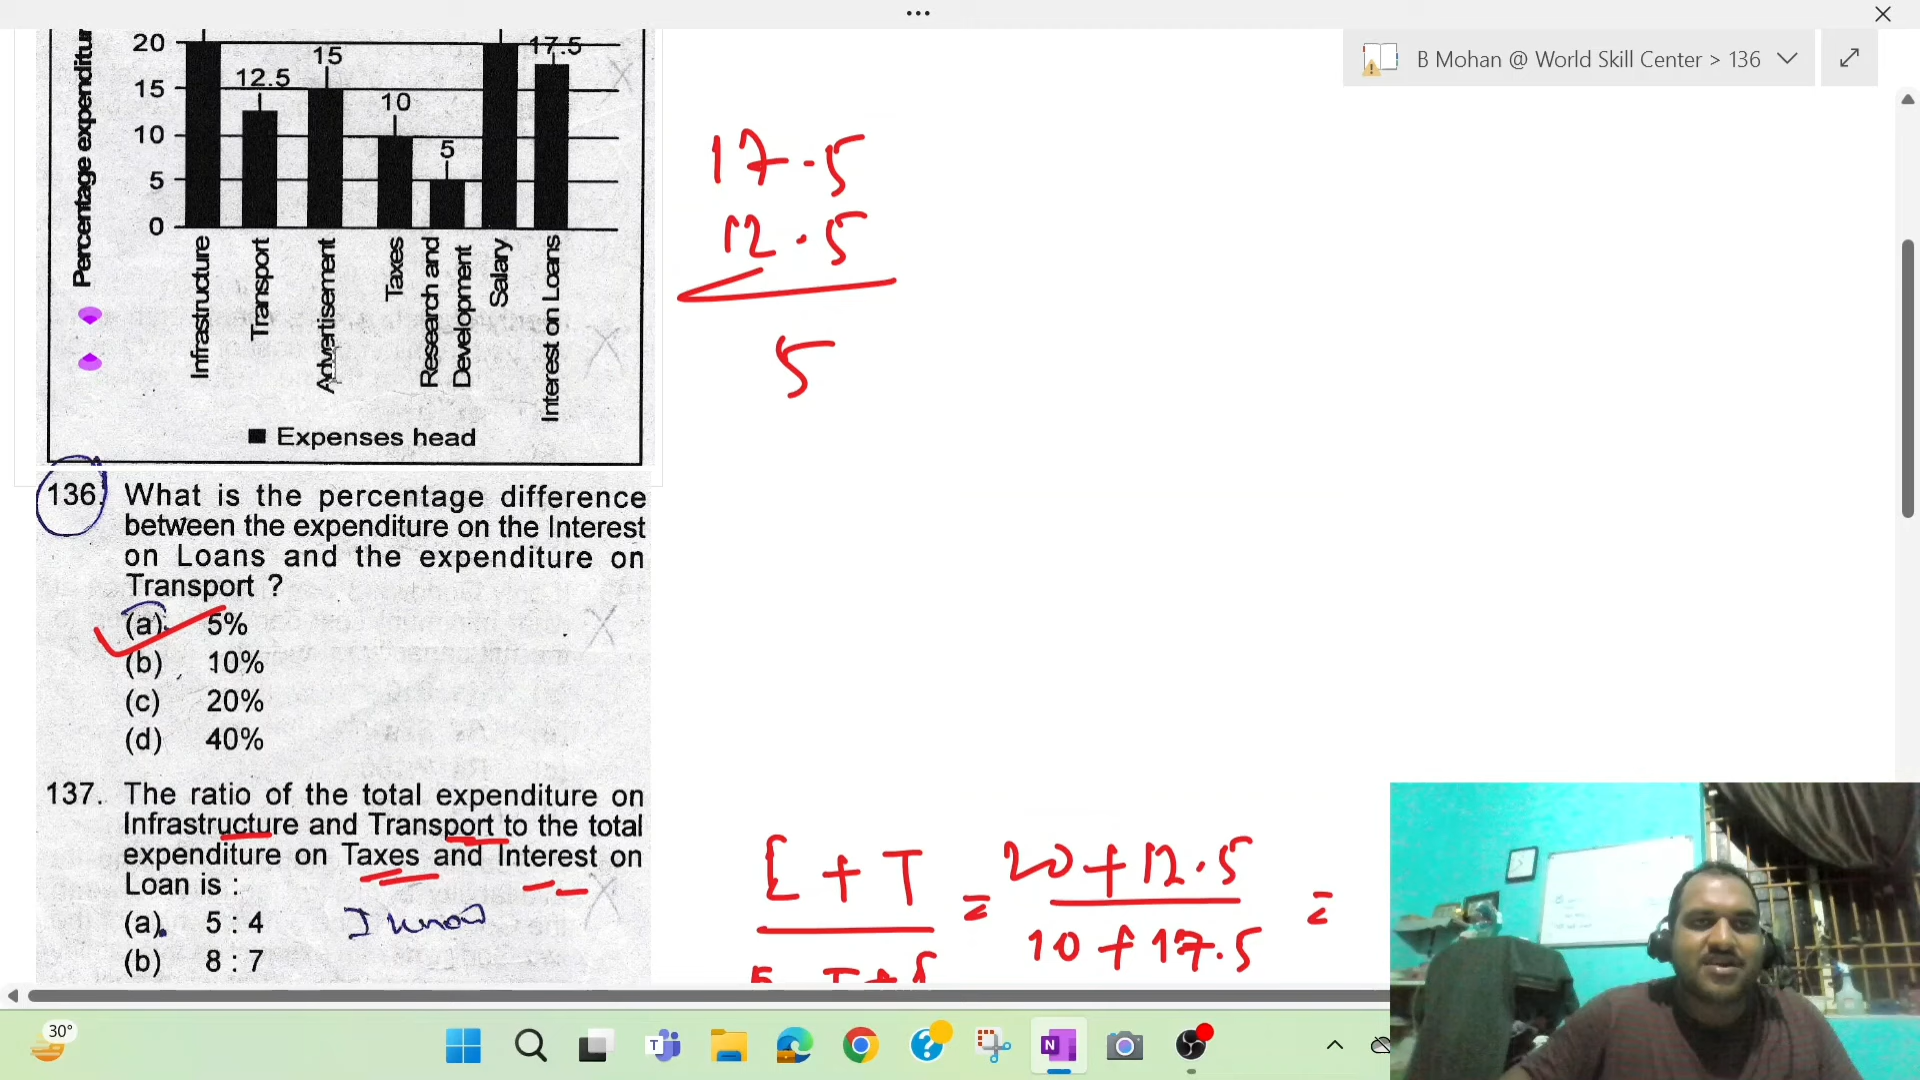 B Mohan @ World Skill Center > 136
Percentage expenditur
20
15
10
5
0
12.5
15
10
5
17.5
Infrastructure
Transport
Advertisement
Taxes
Research and
Development
Salary
Interest on Loans
Expenses head
136. What is the percentage difference
between the expenditure on the Interest
on Loans and the expenditure on
Transport ?
(a) 5%
(b) 10%
(c) 20%
(d) 40%
137. The ratio of the total expenditure on
Infrastructure and Transport to the total
expenditure on Taxes and Interest on
Loan is :
(a) 5 : 4
I know
(b) 8 : 7
17.5
12.5
5
I + T = 20 + 12.5 =
10 + 17.5
30°